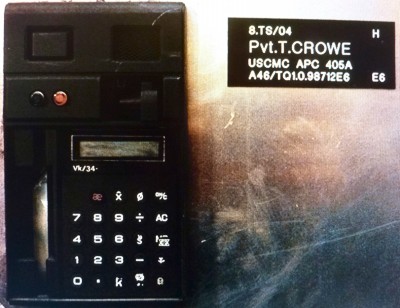 8.TS/04 H
Pvt.T.CROWE
USCMC APC 405A
A46/TQ1.0.98712E6 E6
Vk/34-
æ x̂ ø %
7 8 9 ÷ AC
4 5 6 ξ
1 2 3 –
0 · k